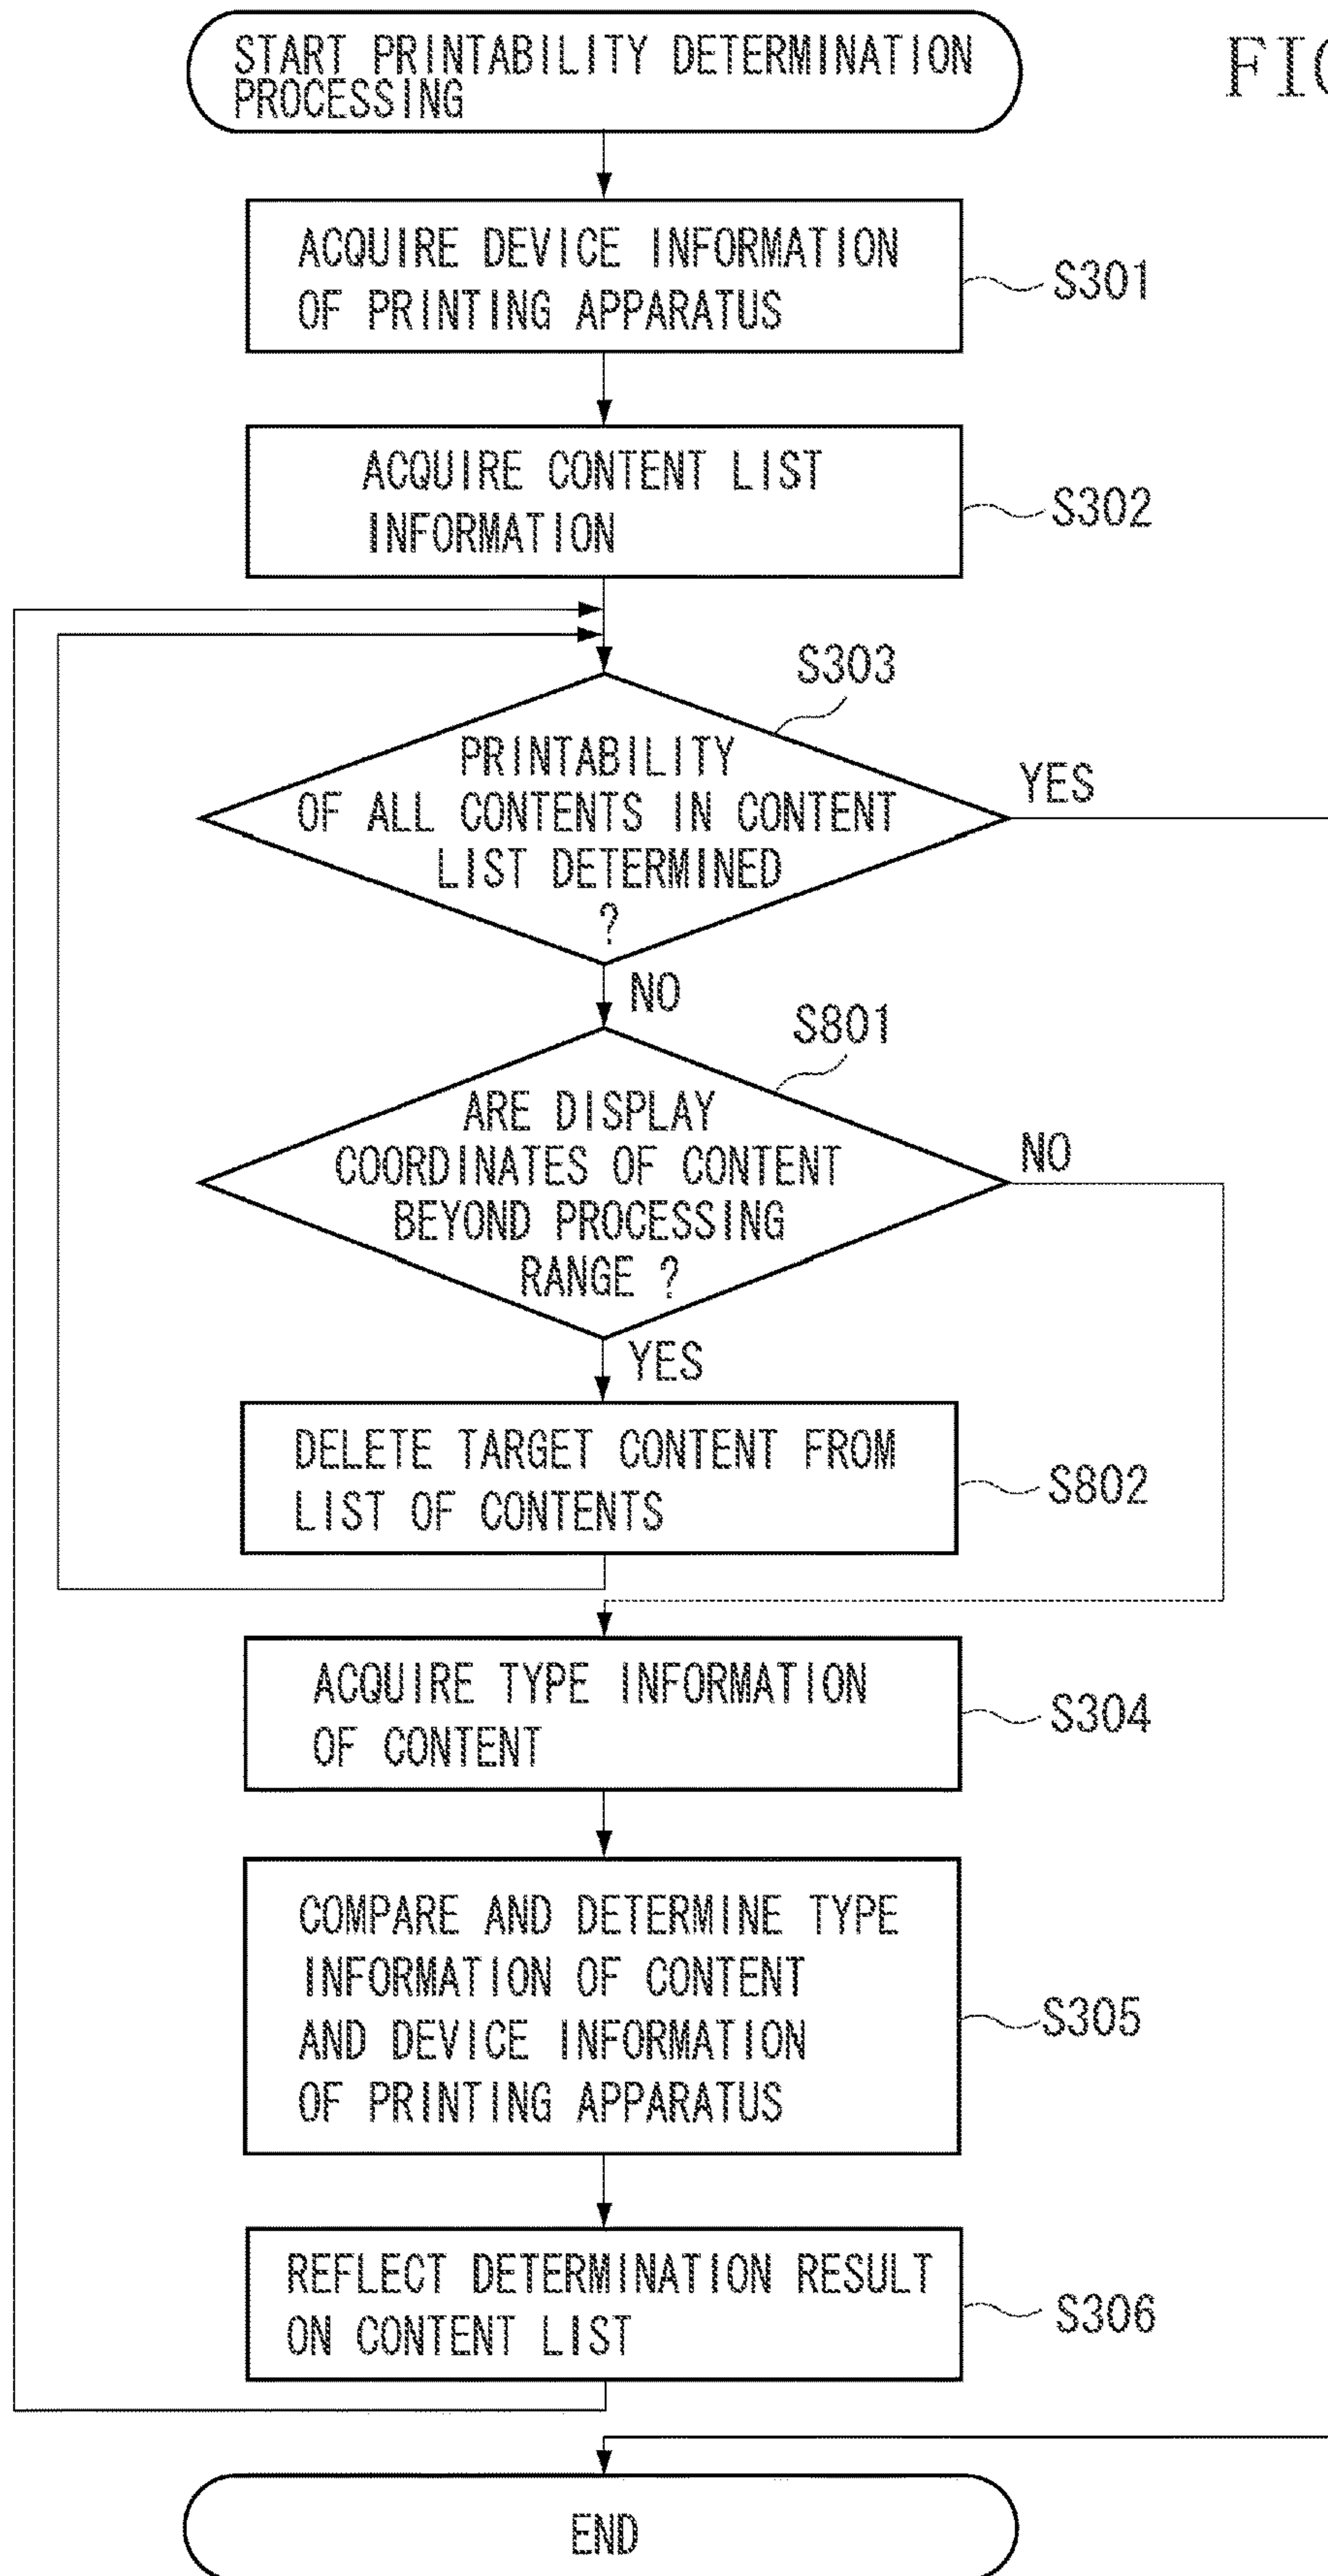 START PRINTABILITY DETERMINATION
PROCESSING
FIG
ACQUIRE DEVICE INFORMATION
OF PRINTING APPARATUS
S301
ACQUIRE CONTENT LIST
INFORMATION
S302
S303
PRINTABILITY
OF ALL CONTENTS IN CONTENT
LIST DETERMINED
?
YES
NO
S801
ARE DISPLAY
COORDINATES OF CONTENT
BEYOND PROCESSING
RANGE ?
NO
YES
DELETE TARGET CONTENT FROM
LIST OF CONTENTS
S802
ACQUIRE TYPE INFORMATION
OF CONTENT
S304
COMPARE AND DETERMINE TYPE
INFORMATION OF CONTENT
AND DEVICE INFORMATION
OF PRINTING APPARATUS
S305
REFLECT DETERMINATION RESULT
ON CONTENT LIST
S306
END